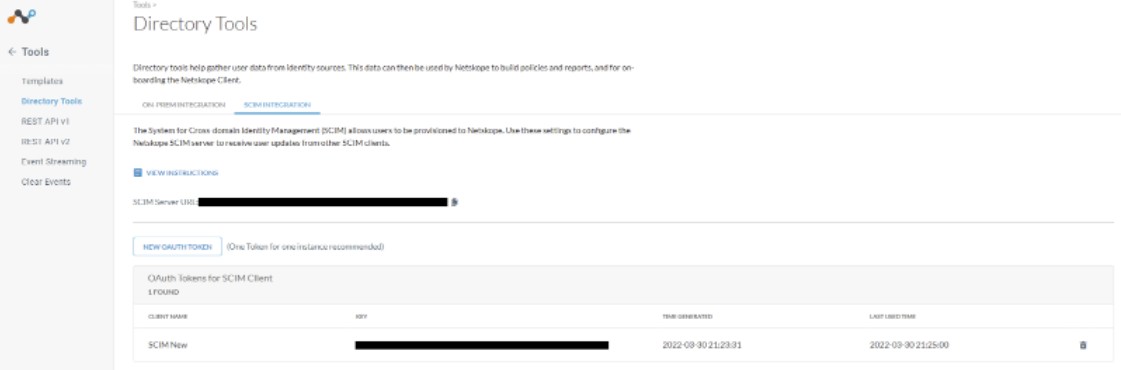 Tools >
Directory Tools
← Tools
Directory tools help gather user data from identity sources. This data can then be used by Netskope to build policies and reports, and for on-
boarding the Netskope Client.
Templates
Directory Tools
REST API v1
REST API v2
Event Streaming
Clear Events
ON-PREM INTEGRATION SCIM INTEGRATION
The System for Cross-domain Identity Management (SCIM) allows users to be provisioned to Netskope. Use these settings to configure the
Netskope SCIM server to receive user updates from other SCIM clients.
VIEW INSTRUCTIONS
SCIM Server URL:
NEW OAUTH TOKEN (One Token for one instance recommended)
OAuth Tokens for SCIM Client
1 FOUND
CLIENT NAME KEY TIME GENERATED LAST USED TIME
SCIM New 2022-03-30 21:23:31 2022-03-30 21:25:00